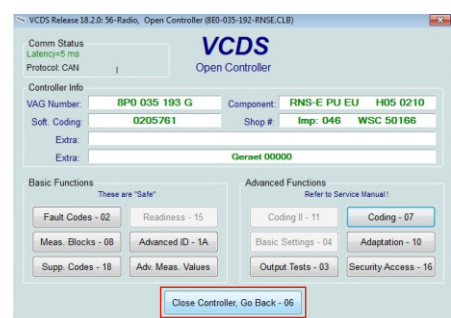 VCDS Release 18.2.0: 56-Radio, Open Controller (8E0-035-192-RNSE.CLB)
Comm Status
Latency=5 ms
Protocol: CAN
VCDS
Open Controller
Controller Info
VAG Number: 8P0 035 193 G Component: RNS-E PU EU H05 0210
Soft. Coding: 0205761 Shop #: Imp: 046 WSC 50166
Extra:
Extra: Geraet 00000
Basic Functions
These are "Safe"
Advanced Functions
Refer to Service Manual!
Fault Codes - 02 Readiness - 15 Coding II - 11 Coding - 07
Meas. Blocks - 08 Advanced ID - 1A Basic Settings - 04 Adaptation - 10
Supp. Codes - 18 Adv. Meas. Values Output Tests - 03 Security Access - 16
Close Controller, Go Back - 06